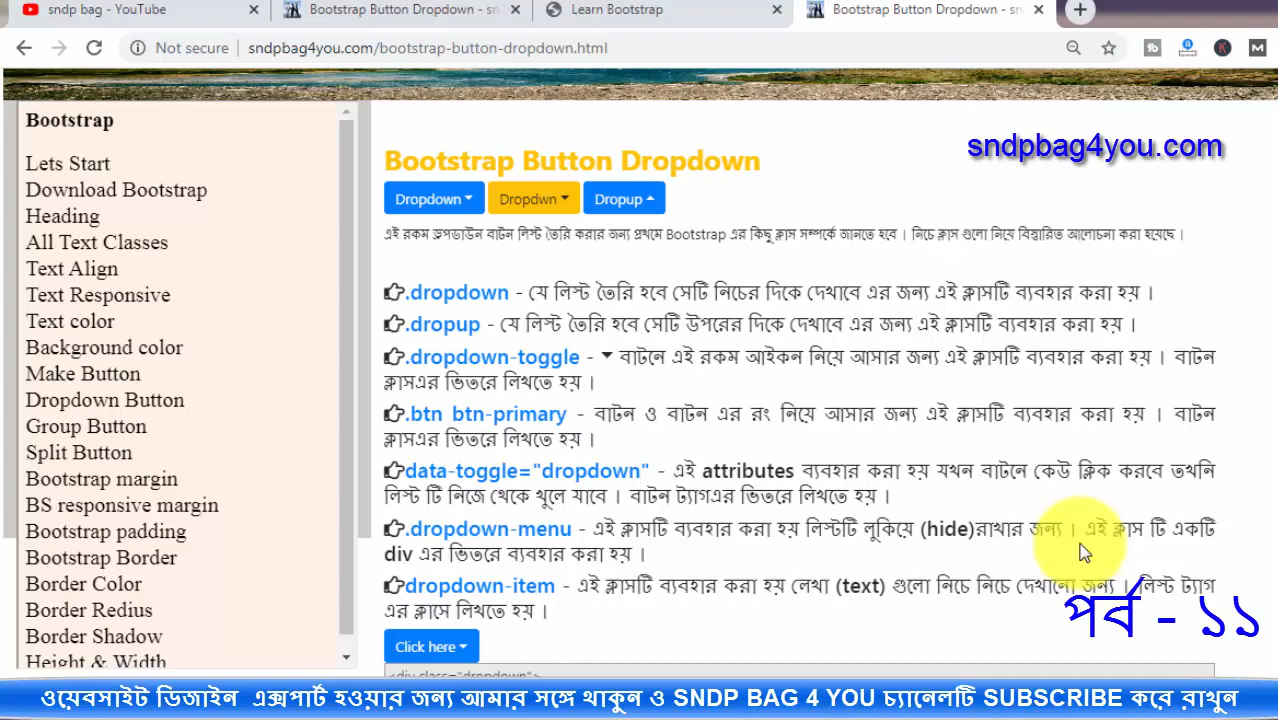 sndp bag - YouTube
Bootstrap Button Dropdown - sn
Learn Bootstrap
Bootstrap Button Dropdown - sn
Not secure
sndpbag4you.com/bootstrap-button-dropdown.html
Bootstrap
Lets Start
Download Bootstrap
Heading
All Text Classes
Text Align
Text Responsive
Text color
Background color
Make Button
Dropdown Button
Group Button
Split Button
Bootstrap margin
BS responsive margin
Bootstrap padding
Bootstrap Border
Border Color
Border Redius
Border Shadow
Height & Width
sndpbag4you.com
Bootstrap Button Dropdown
Dropdown Dropdwn Dropup
এই রকম ড্রপডাউন বাটন লিস্ট তৈরি করার জন্য প্রথমে Bootstrap এর কিছু ক্লাস সম্পর্কে জানতে হবে । নিচে ক্লাস গুলো নিয়ে বিস্তারিত আলোচনা করা হয়েছে ।
.dropdown - যে লিস্ট তৈরি হবে সেটি নিচের দিকে দেখাবে এর জন্য এই ক্লাসটি ব্যবহার করা হয় ।
.dropup - যে লিস্ট তৈরি হবে সেটি উপরের দিকে দেখাবে এর জন্য এই ক্লাসটি ব্যবহার করা হয় ।
.dropdown-toggle - বাটনে এই রকম আইকন নিয়ে আসার জন্য এই ক্লাসটি ব্যবহার করা হয় । বাটন
ক্লাসএর ভিতরে লিখতে হয় ।
.btn btn-primary - বাটন ও বাটন এর রং নিয়ে আসার জন্য এই ক্লাসটি ব্যবহার করা হয় । বাটন
ক্লাসএর ভিতরে লিখতে হয় ।
data-toggle="dropdown" - এই attributes ব্যবহার করা হয় যখন বাটনে কেউ ক্লিক করবে তখনি
লিস্ট টি নিজে থেকে খুলে যাবে । বাটন ট্যাগএর ভিতরে লিখতে হয় ।
.dropdown-menu - এই ক্লাসটি ব্যবহার করা হয় লিস্টটি লুকিয়ে (hide)রাখার জন্য । এই ক্লাস টি একটি
div এর ভিতরে ব্যবহার করা হয় ।
dropdown-item - এই ক্লাসটি ব্যবহার করা হয় লেখা (text) গুলো নিচে নিচে দেখানো জন্য । লিস্ট ট্যাগ
এর ক্লাসে লিখতে হয় ।
পর্ব - ১১
Click here
<div class="dropdown">
ওয়েবসাইট ডিজাইন এক্সপার্ট হওয়ার জন্য আমার সঙ্গে থাকুন ও SNDP BAG 4 YOU চ্যানেলটি SUBSCRIBE করে রাখুন